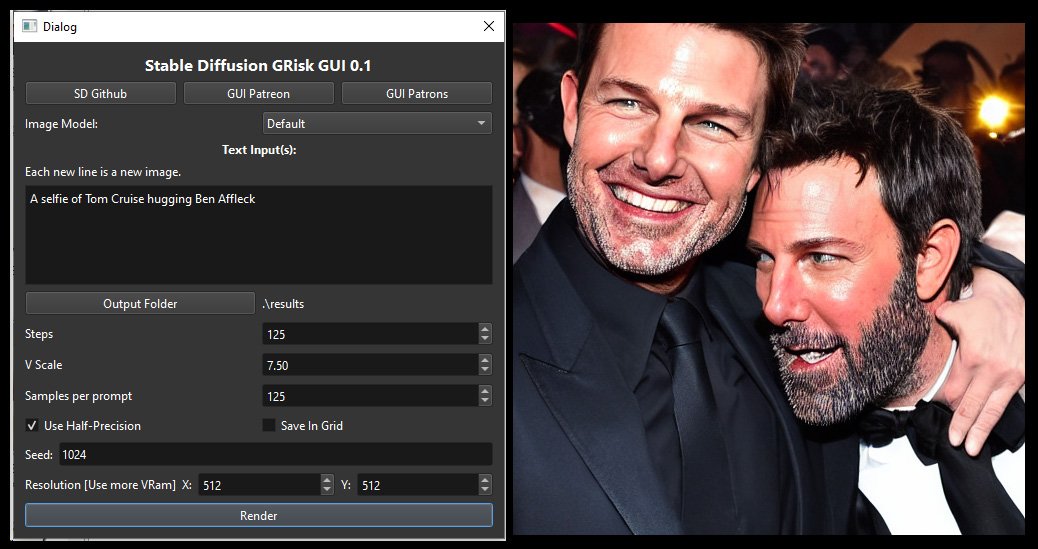 Dialog
Stable Diffusion GRisk GUI 0.1
SD Github GUI Patreon GUI Patrons
Image Model: Default
Text Input(s):
Each new line is a new image.
A selfie of Tom Cruise hugging Ben Affleck
Output Folder .\results
Steps 125
V Scale 7.50
Samples per prompt 125
Use Half-Precision Save In Grid
Seed: 1024
Resolution [Use more VRam] X: 512 Y: 512
Render